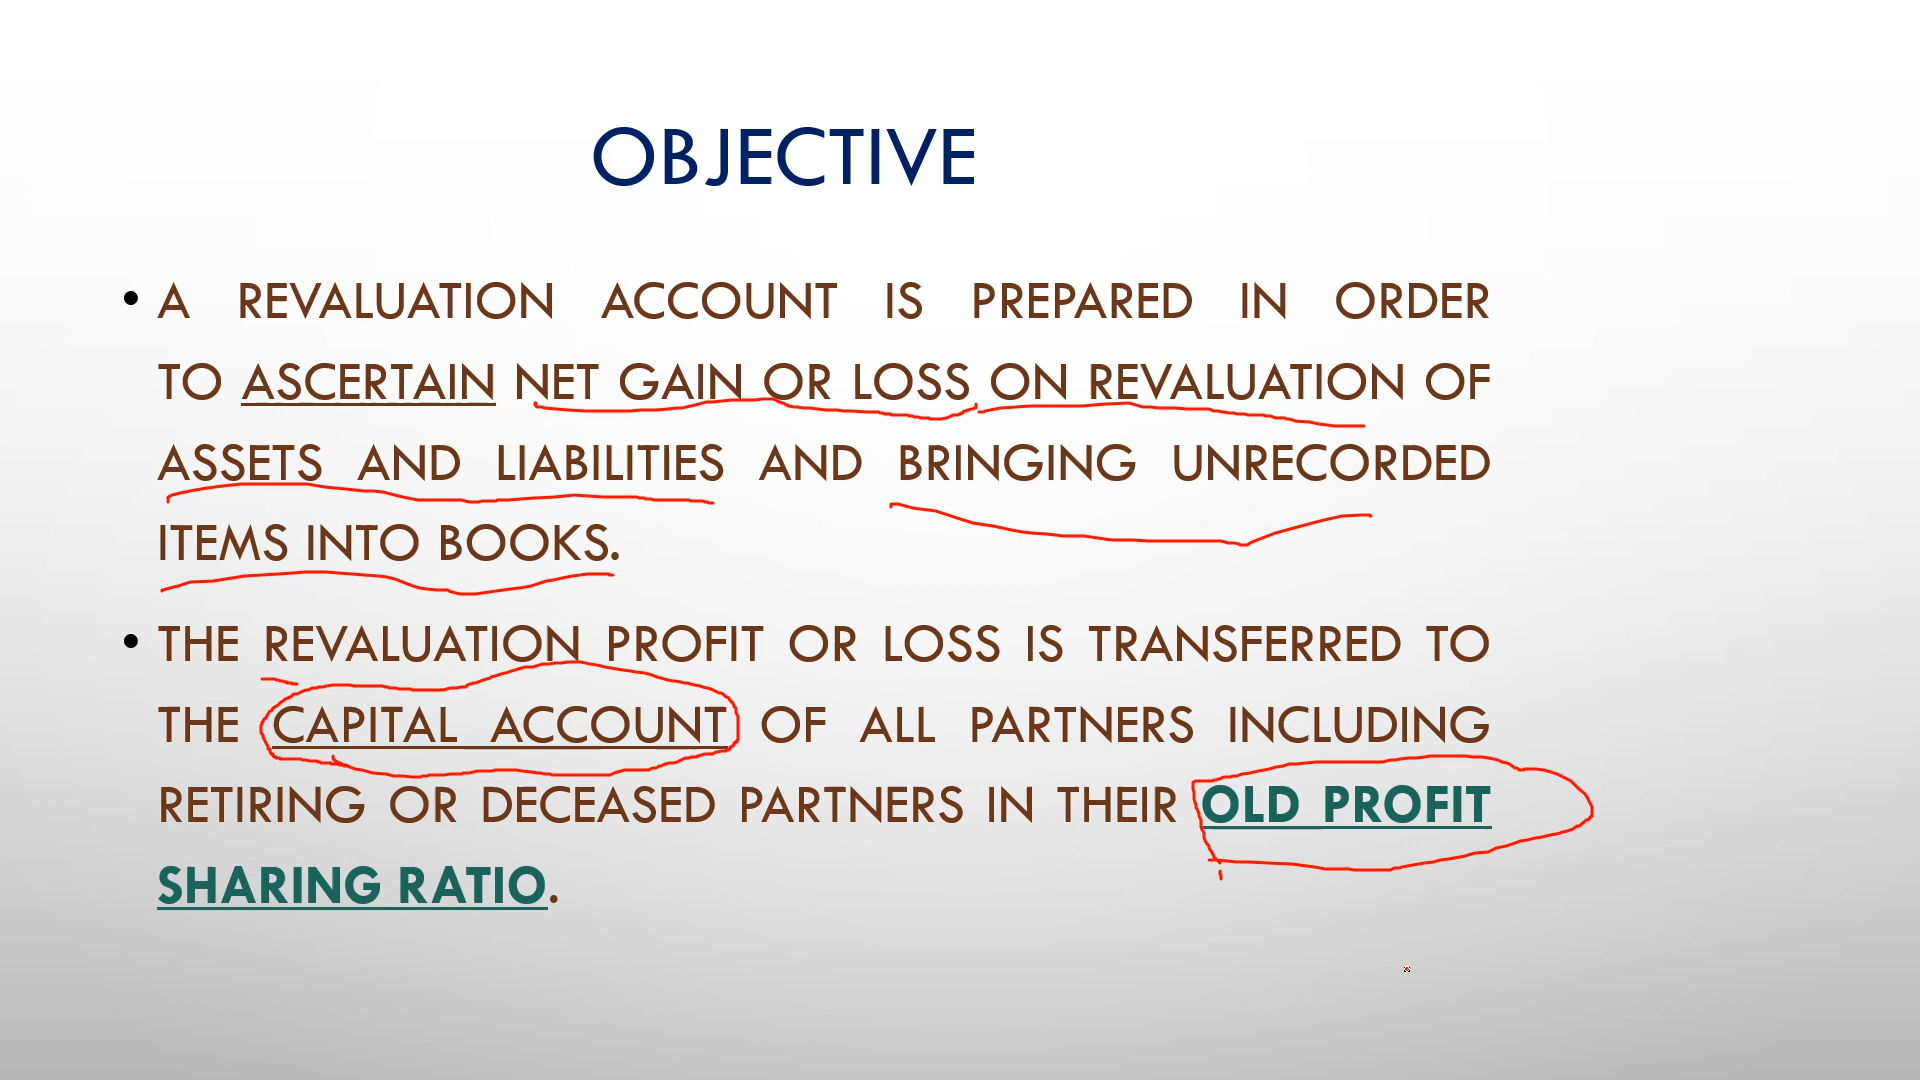 OBJECTIVE
• A REVALUATION ACCOUNT IS PREPARED IN ORDER
TO ASCERTAIN NET GAIN OR LOSS ON REVALUATION OF
ASSETS AND LIABILITIES AND BRINGING UNRECORDED
ITEMS INTO BOOKS.
• THE REVALUATION PROFIT OR LOSS IS TRANSFERRED TO
THE CAPITAL ACCOUNT OF ALL PARTNERS INCLUDING
RETIRING OR DECEASED PARTNERS IN THEIR OLD PROFIT
SHARING RATIO.